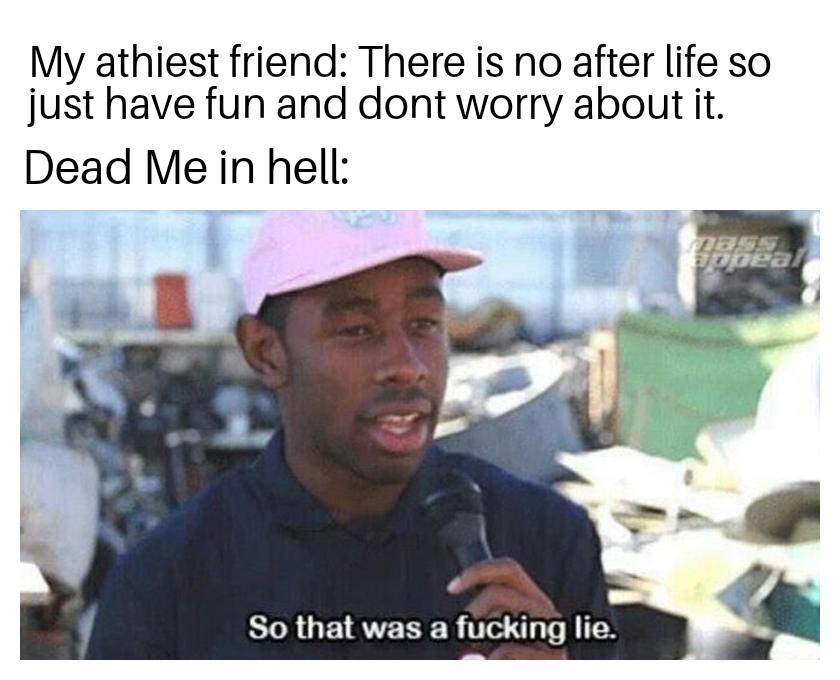 My athiest friend: There is no after life so
just have fun and dont worry about it.
Dead Me in hell:
mass
appeal
So that was a fucking lie.